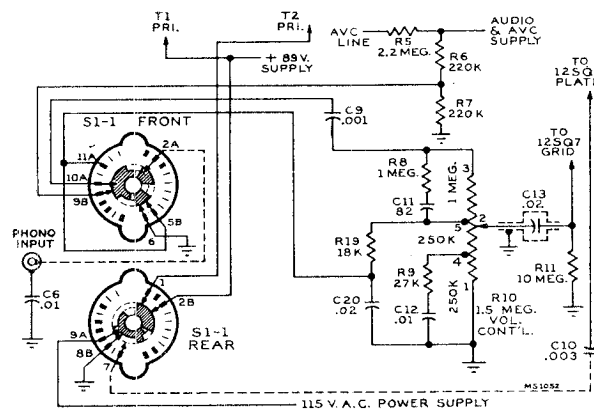 T1
PRI.
T2
PRI.
+ 89V.
SUPPLY
AVC
LINE
R5
2.2 MEG.
AUDIO
& AVC
SUPPLY
R6
220K
R7
220K
TO
12SQ7
PLATE
TO
12SQ7
GRID
S1-1 FRONT
2A
11A
10A
9B
5B
6
C9
.001
R8
1 MEG.
C11
82
1 MEG.
3
2
5
250K
4
250K
1
C13
.02
R11
10 MEG.
R10
1.5 MEG.
VOL.
CONT'L.
R19
18K
R9
27K
C20
.02
C12
.01
C10
.003
PHONO
INPUT
C6
.01
1
2B
S1-1
REAR
9A
8B
7
MS1052
115 V. A.C. POWER SUPPLY